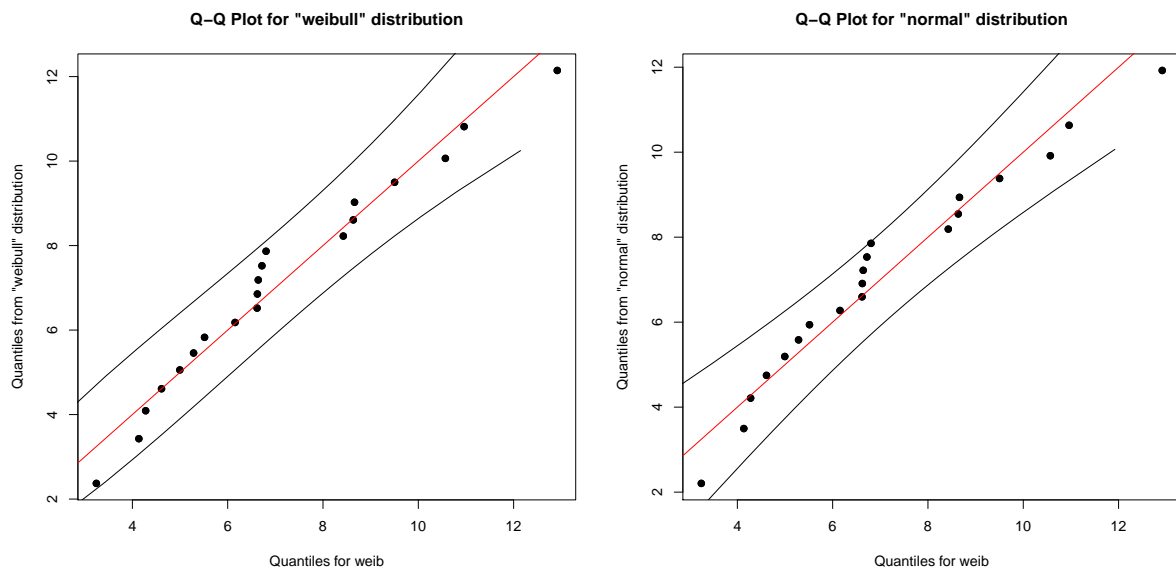 Q−Q Plot for "weibull" distribution
Quantiles from "weibull" distribution
12
10
8
6
4
2
4 6 8 10 12
Quantiles for weib
Q−Q Plot for "normal" distribution
Quantiles from "normal" distribution
12
10
8
6
4
2
4 6 8 10 12
Quantiles for weib